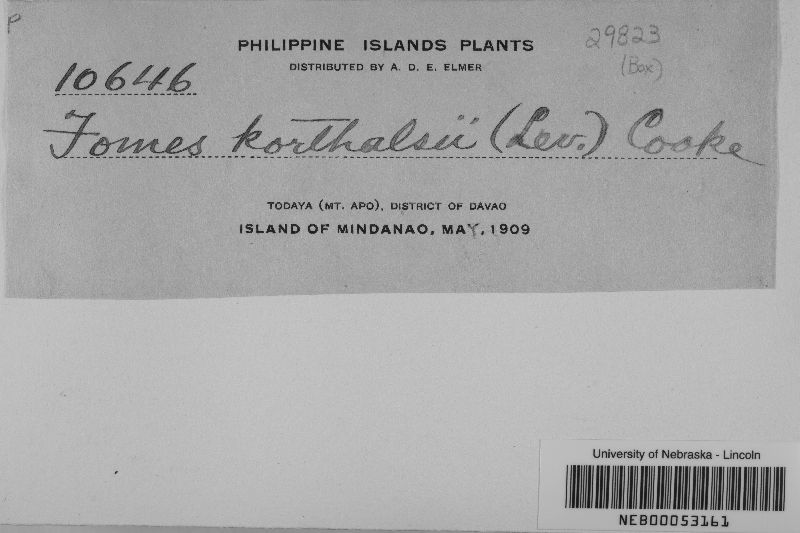 P
PHILIPPINE ISLANDS PLANTS
29823
DISTRIBUTED BY A. D. E. ELMER
(Box)
10646
Fomes korthalsii (Lev.) Cooke
TODAYA (MT. APO), DISTRICT OF DAVAO
ISLAND OF MINDANAO, MAY, 1909
University of Nebraska - Lincoln
NEB00053161